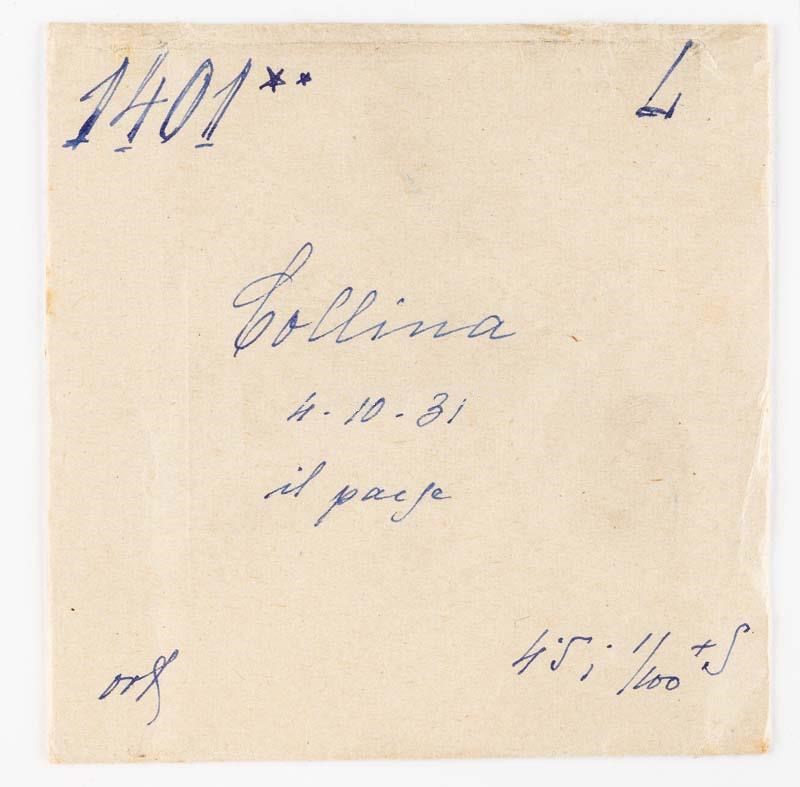 1401** L
Collina
4-10-31
il paese
45; 1/100 +S